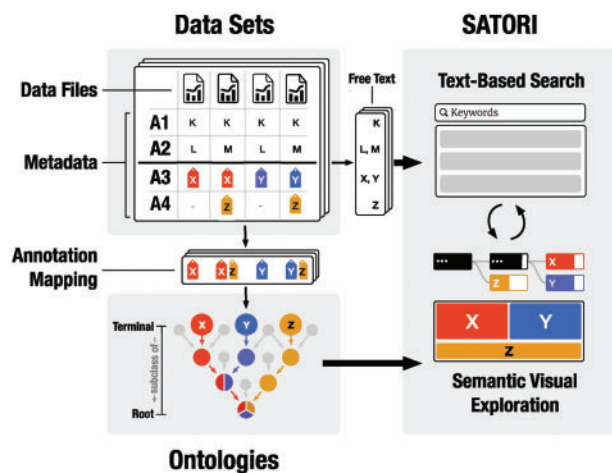 Data Sets
SATORI
Data Files
Free Text
Text-Based Search
Keywords
Metadata
A1 K K K K
A2 L M L M
A3 X X Y Y
A4 - Z - Z
K
L, M
X, Y
Z
Annotation
Mapping
X X Z Y Y Z
X
Z Y
Terminal
X Y Z
- subclass of -
Root
X Y
Z
Semantic Visual
Exploration
Ontologies